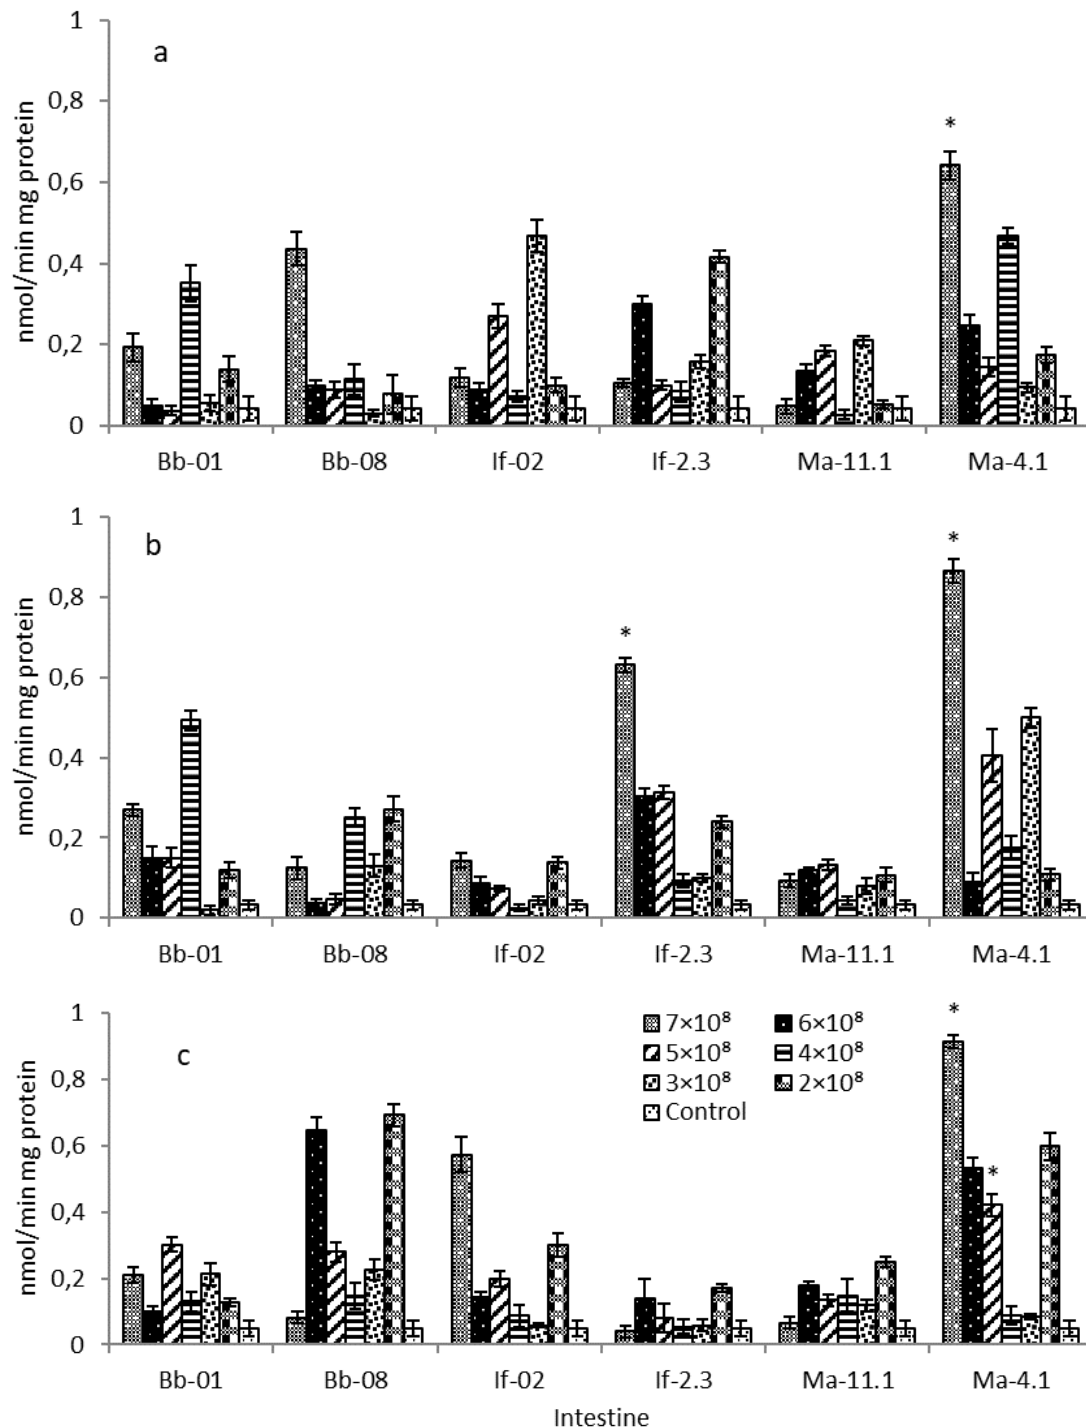 1
a
0,8
*
0,6
0,4
0,2
0
nmol/min mg protein
Bb-01 Bb-08 If-02 If-2.3 Ma-11.1 Ma-4.1
1
b
*
0,8
*
0,6
0,4
0,2
0
nmol/min mg protein
Bb-01 Bb-08 If-02 If-2.3 Ma-11.1 Ma-4.1
1
c
7×10⁸ 6×10⁸
5×10⁸ 4×10⁸
3×10⁸ 2×10⁸
Control
*
0,8
0,6
*
0,4
0,2
0
nmol/min mg protein
Bb-01 Bb-08 If-02 If-2.3 Ma-11.1 Ma-4.1
Intestine